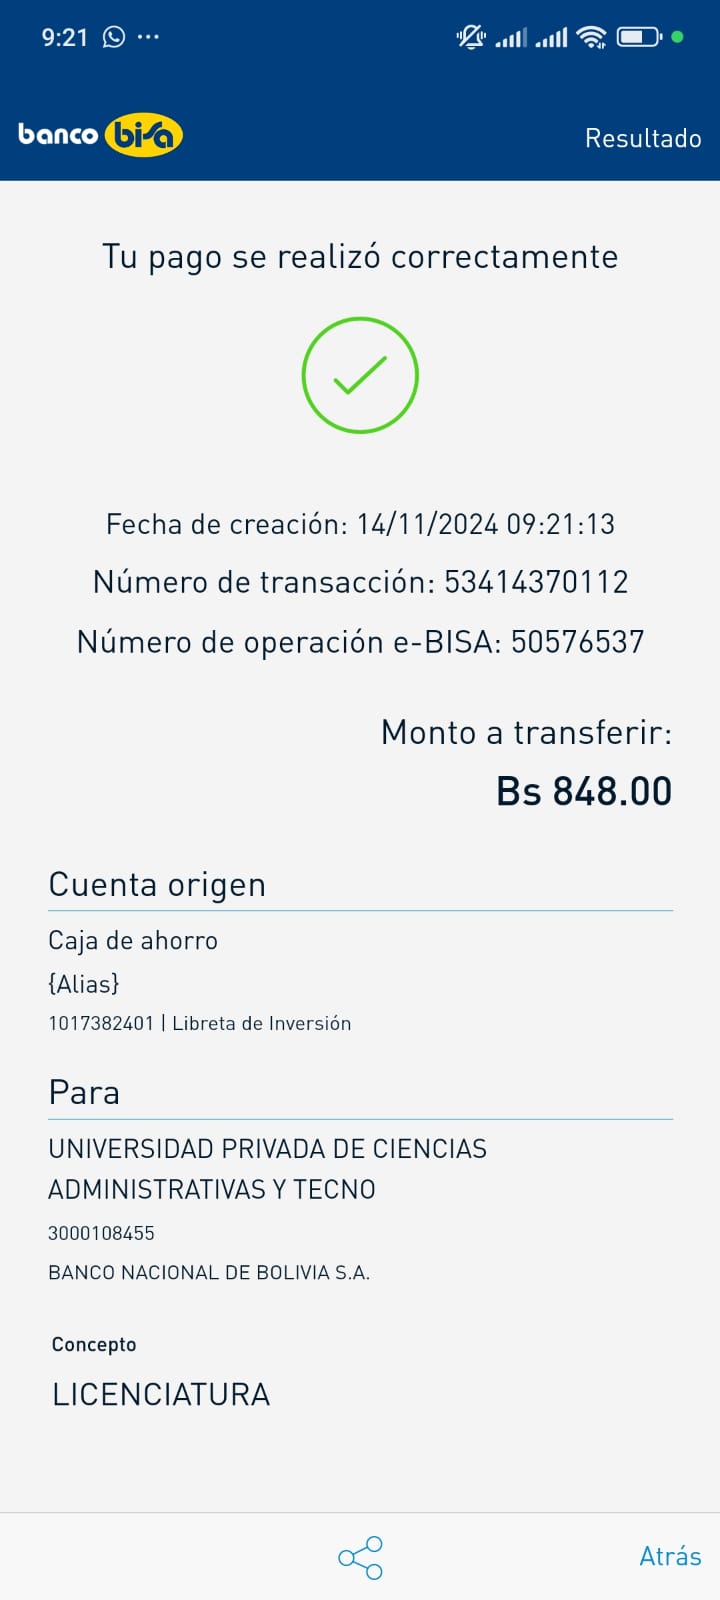 9:21
banco bisa
Resultado
Tu pago se realizó correctamente
Fecha de creación: 14/11/2024 09:21:13
Número de transacción: 53414370112
Número de operación e-BISA: 50576537
Monto a transferir:
Bs 848.00
Cuenta origen
Caja de ahorro
{Alias}
1017382401 | Libreta de Inversión
Para
UNIVERSIDAD PRIVADA DE CIENCIAS
ADMINISTRATIVAS Y TECNO
3000108455
BANCO NACIONAL DE BOLIVIA S.A.
Concepto
LICENCIATURA
Atrás